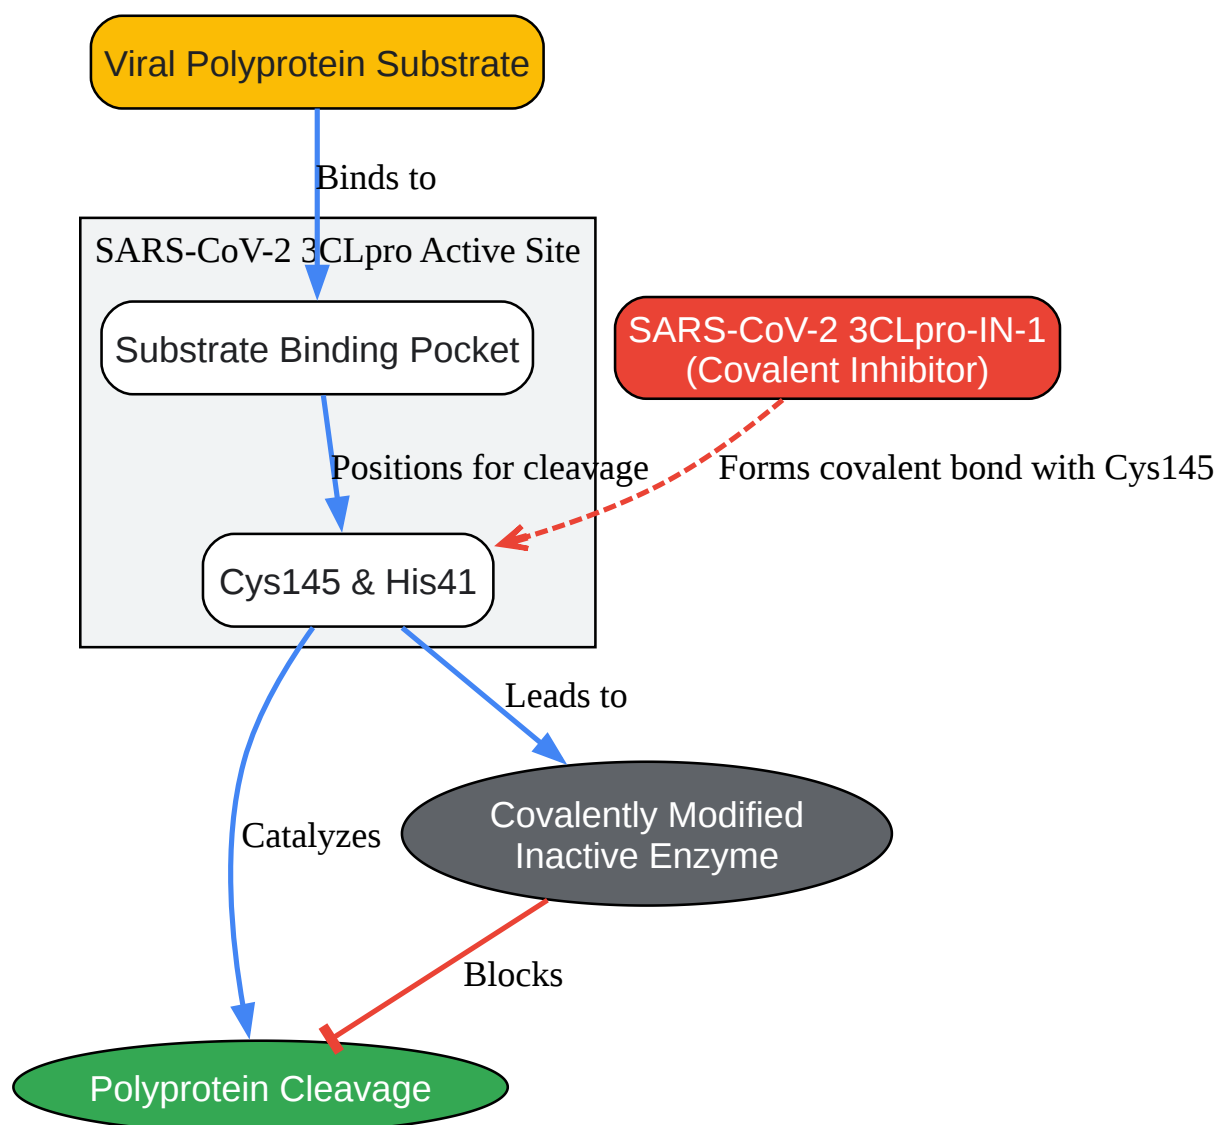 Viral Polyprotein Substrate
Binds to
SARS-CoV-2 3CLpro Active Site
Substrate Binding Pocket
SARS-CoV-2 3CLpro-IN-1
(Covalent Inhibitor)
Positions for cleavage
Forms covalent bond with Cys145
Cys145 & His41
Leads to
Covalently Modified
Inactive Enzyme
Catalyzes
Blocks
Polyprotein Cleavage